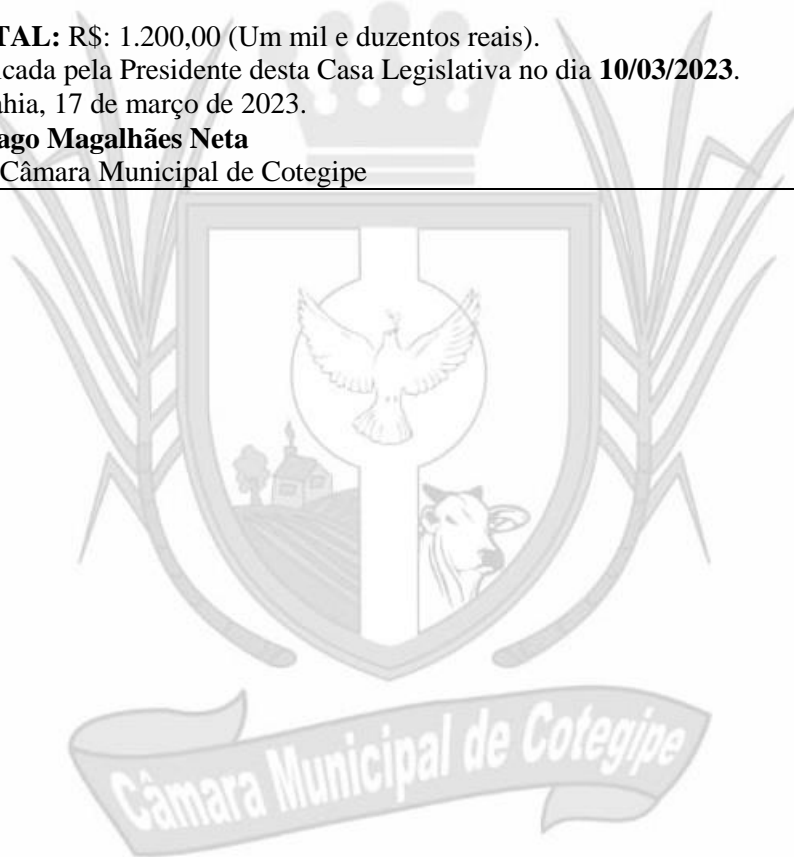 TAL: R$: 1.200,00 (Um mil e duzentos reais).
cada pela Presidente desta Casa Legislativa no dia 10/03/2023.
ahia, 17 de março de 2023.
ago Magalhães Neta
Câmara Municipal de Cotegipe
Câmara Municipal de Cotegipe